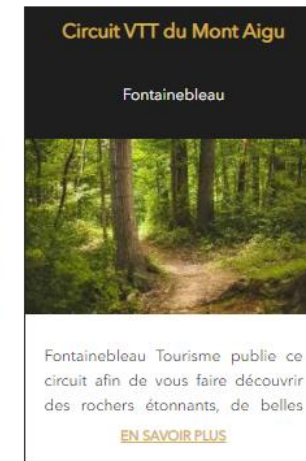 Circuit VTT du Mont Aigu
Fontainebleau
Fontainebleau Tourisme publie ce
circuit afin de vous faire découvrir
des rochers étonnants, de belles
EN SAVOIR PLUS